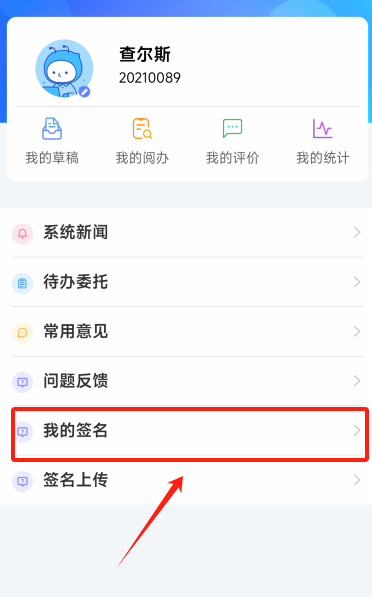 查尔斯
20210089
我的草稿 我的阅办 我的评价 我的统计
系统新闻
待办委托
常用意见
问题反馈
我的签名
签名上传